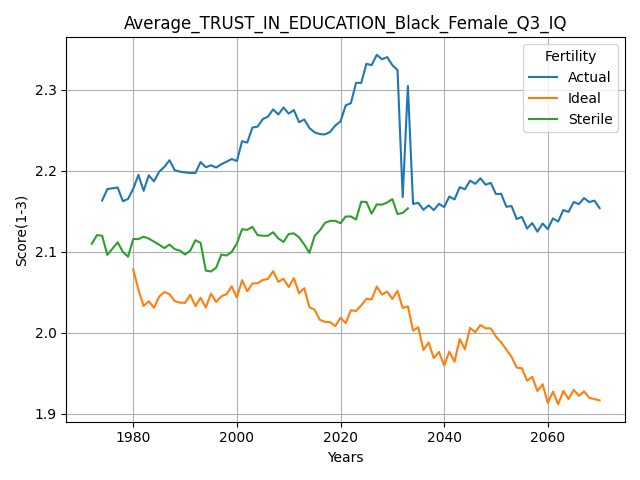 Average_TRUST_IN_EDUCATION_Black_Female_Q3_IQ
Score(1-3)
2.3
2.2
2.1
2.0
1.9
1980 2000 2020 2040 2060
Years
Fertility
Actual
Ideal
Sterile